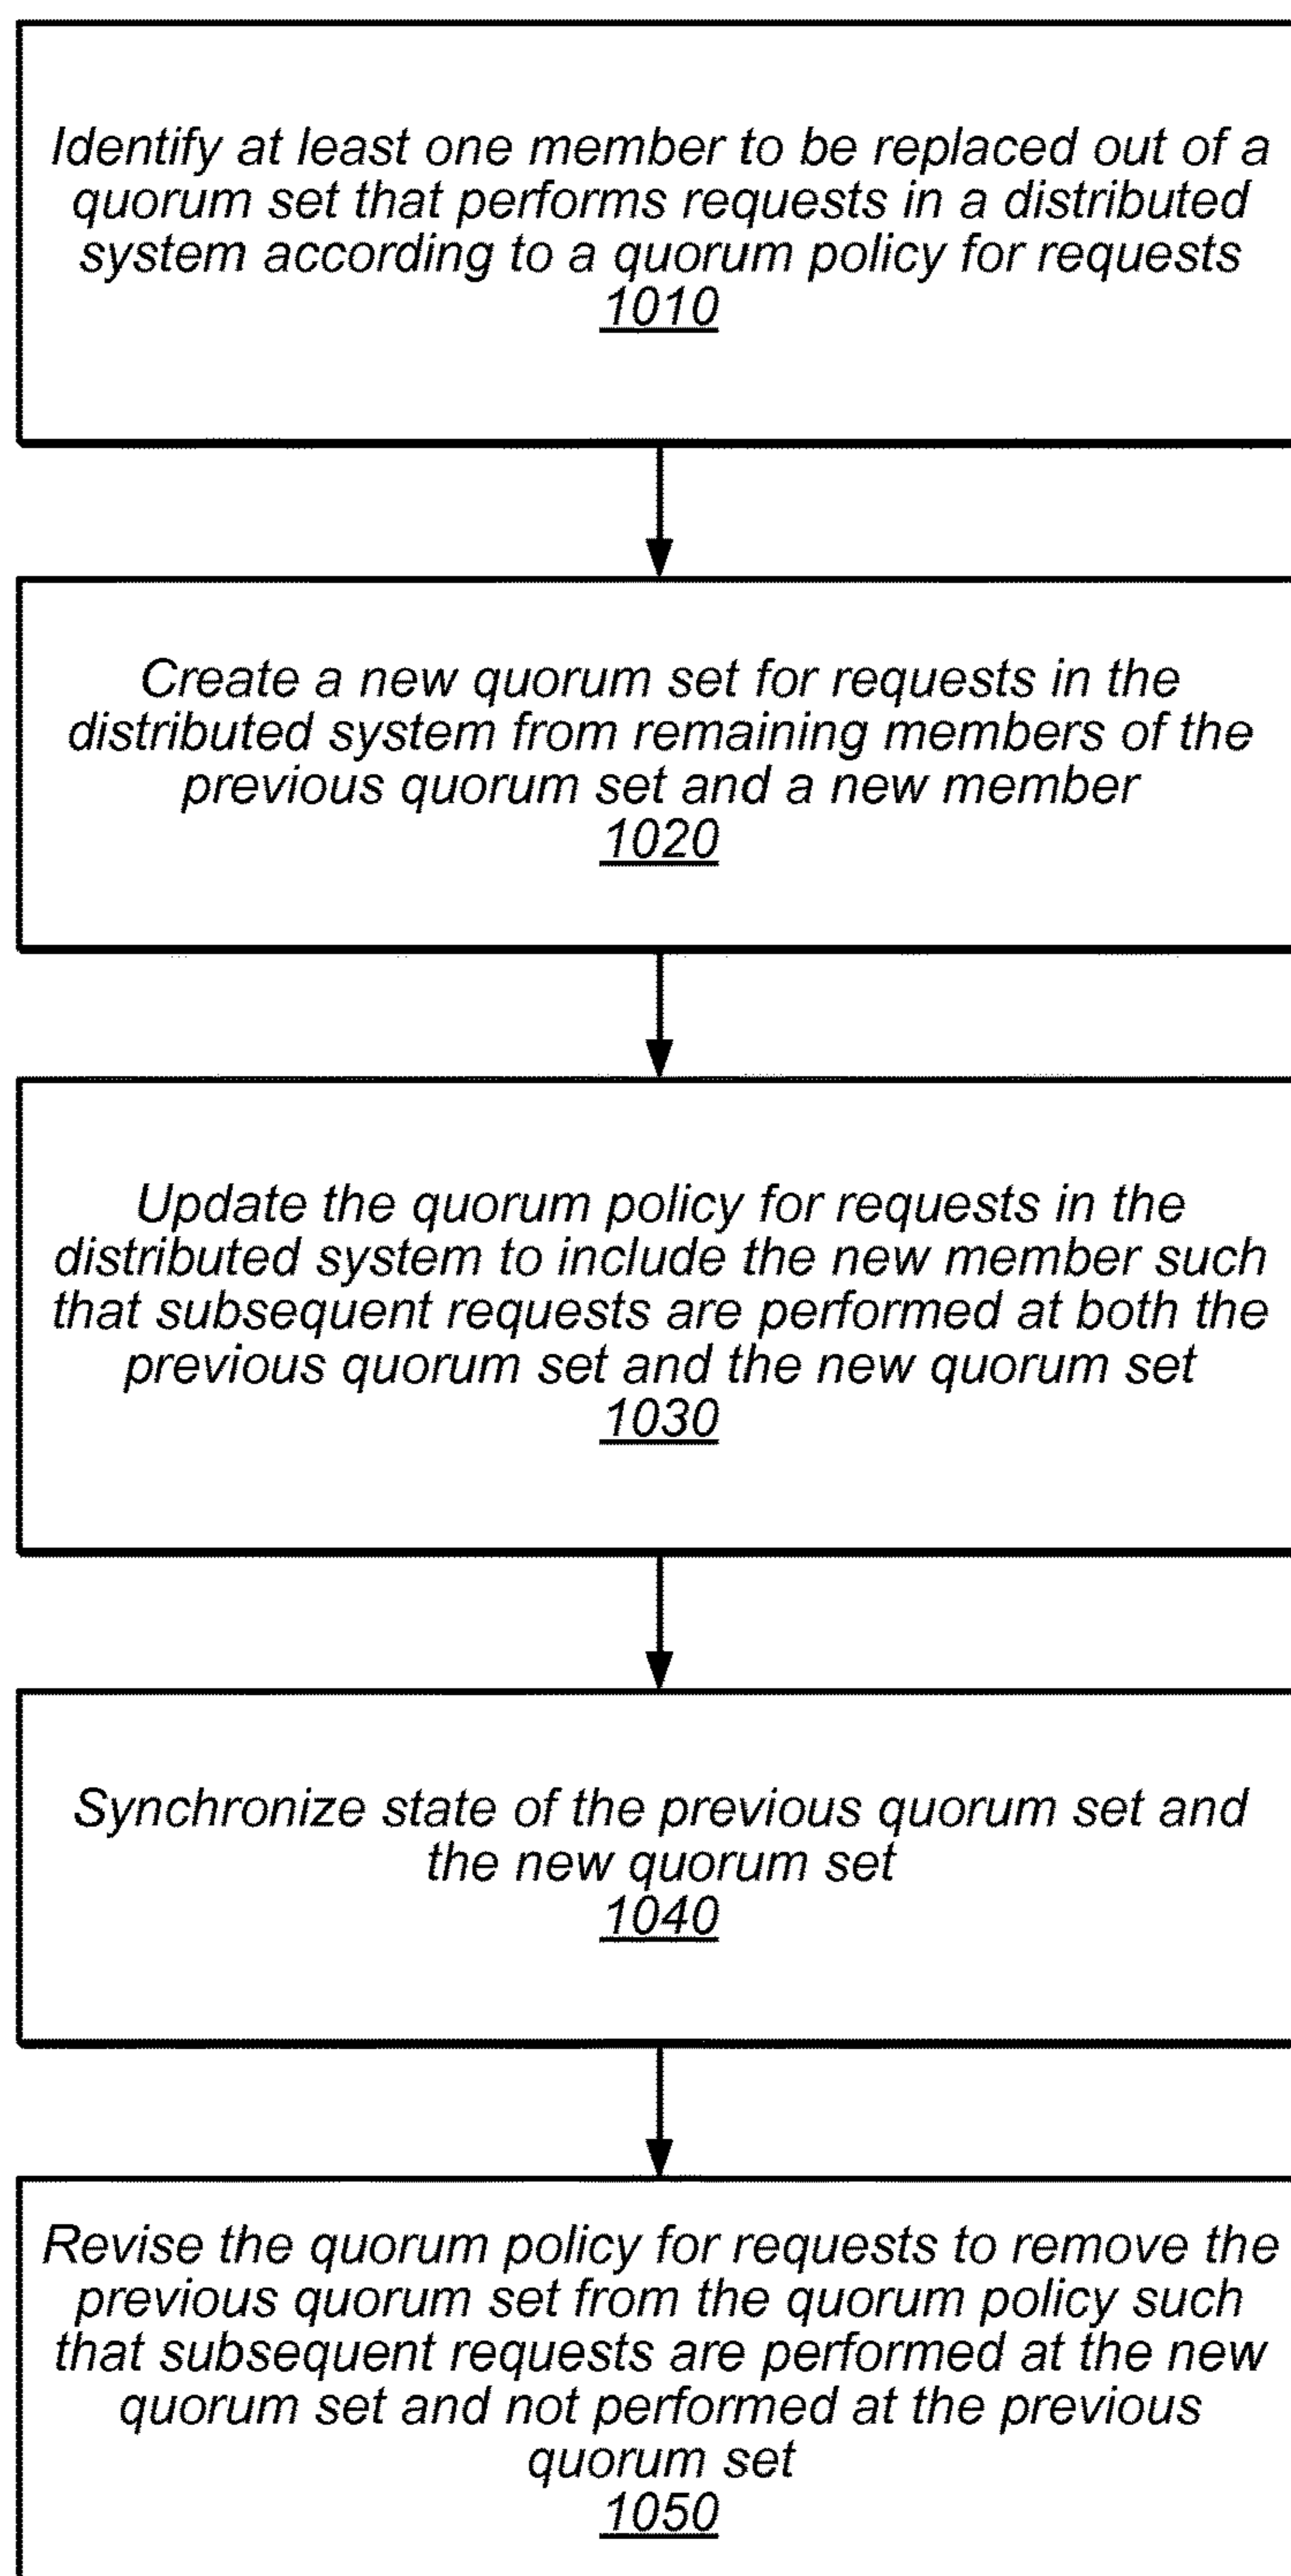 Identify at least one member to be replaced out of a
quorum set that performs requests in a distributed
system according to a quorum policy for requests
1010
Create a new quorum set for requests in the
distributed system from remaining members of the
previous quorum set and a new member
1020
Update the quorum policy for requests in the
distributed system to include the new member such
that subsequent requests are performed at both the
previous quorum set and the new quorum set
1030
Synchronize state of the previous quorum set and
the new quorum set
1040
Revise the quorum policy for requests to remove the
previous quorum set from the quorum policy such
that subsequent requests are performed at the new
quorum set and not performed at the previous
quorum set
1050